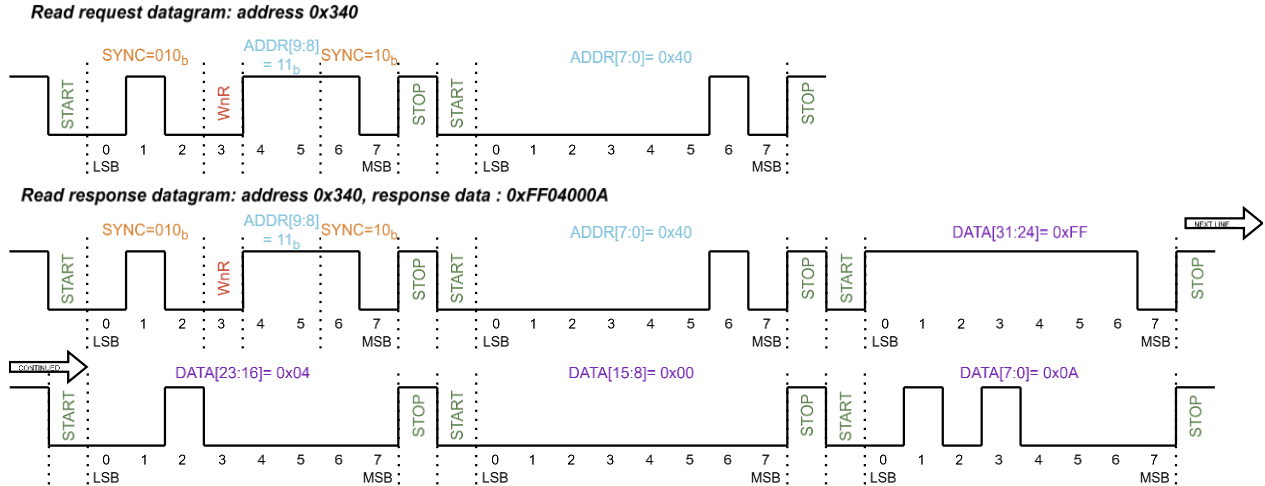 Read request datagram: address 0x340
ADDR[9:8]
SYNC=010b = 11b SYNC=10b ADDR[7:0]= 0x40
START WnR STOP START STOP
0 1 2 3 4 5 6 7 0 1 2 3 4 5 6 7
LSB MSB LSB MSB
Read response datagram: address 0x340, response data : 0xFF04000A
ADDR[9:8]
SYNC=010b = 11b SYNC=10b ADDR[7:0]= 0x40 DATA[31:24]= 0xFF NEXT LINE
START WnR STOP START STOP START STOP
0 1 2 3 4 5 6 7 0 1 2 3 4 5 6 7 0 1 2 3 4 5 6 7
LSB MSB LSB MSB LSB MSB
CONTINUED DATA[23:16]= 0x04 DATA[15:8]= 0x00 DATA[7:0]= 0x0A
START STOP START STOP START STOP
0 1 2 3 4 5 6 7 0 1 2 3 4 5 6 7 0 1 2 3 4 5 6 7
LSB MSB LSB MSB LSB MSB